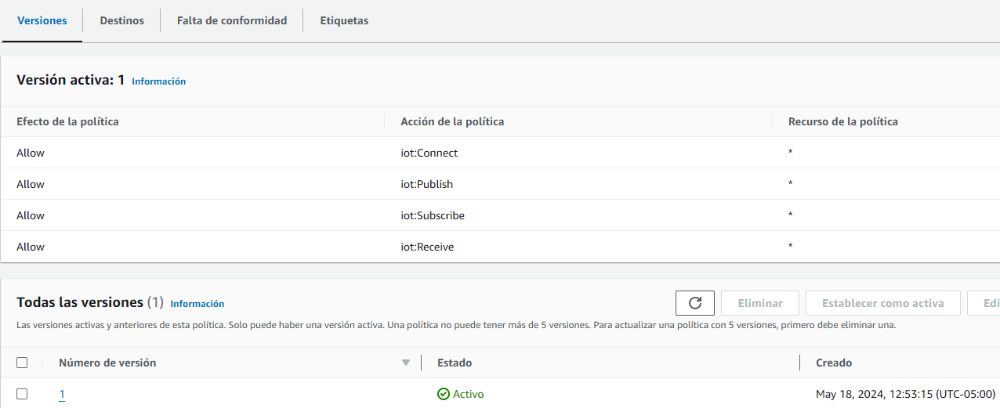 Versiones Destinos Falta de conformidad Etiquetas
Versión activa: 1 Información
Efecto de la política Acción de la política Recurso de la política
Allow iot:Connect *
Allow iot:Publish *
Allow iot:Subscribe *
Allow iot:Receive *
Todas las versiones (1) Información Eliminar Establecer como activa Edi
Las versiones activas y anteriores de esta política. Solo puede haber una versión activa. Una política no puede tener más de 5 versiones. Para actualizar una política con 5 versiones, primero debe eliminar una.
Número de versión Estado Creado
1 Activo May 18, 2024, 12:53:15 (UTC-05:00)